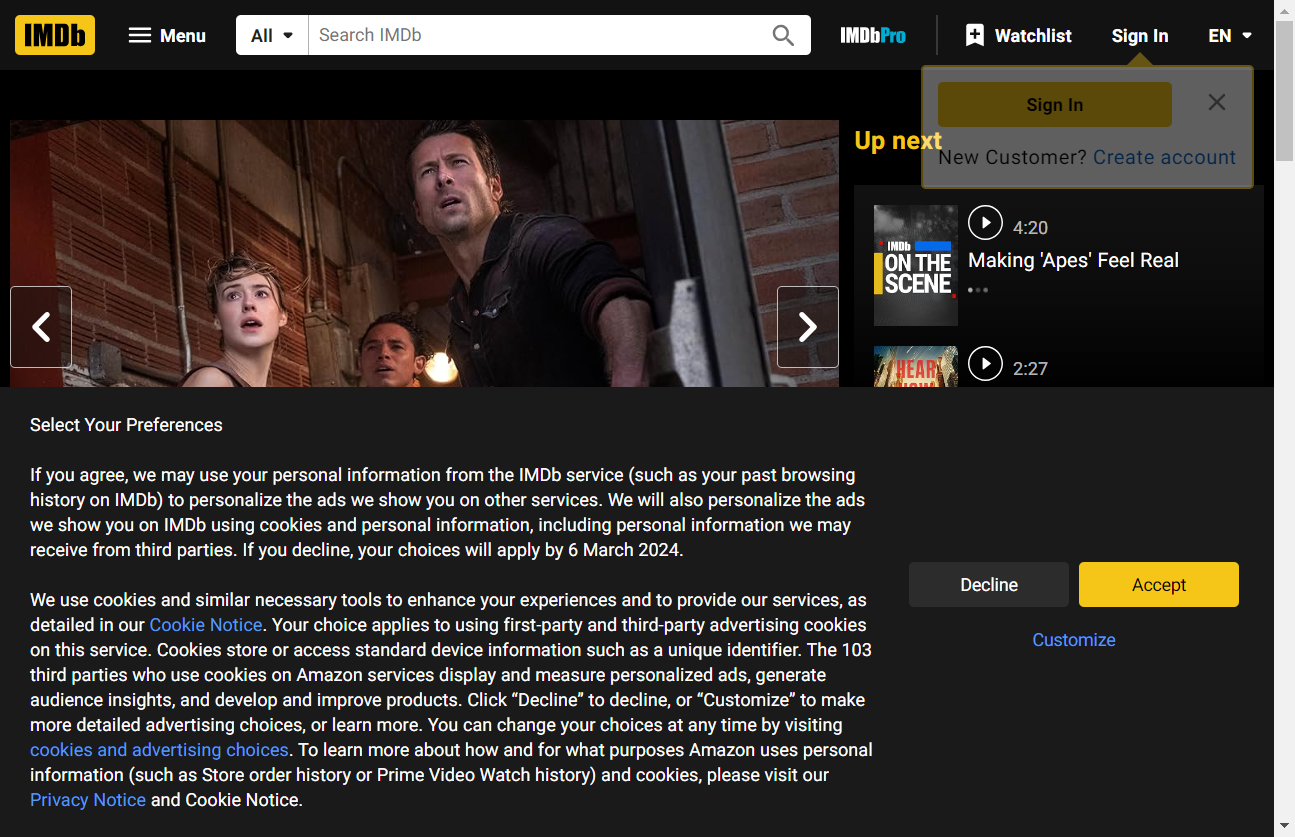 IMDb Menu All Search IMDb IMDbPro Watchlist Sign In EN
Sign In
New Customer? Create account
Up next
IMDb
ON THE
SCENE
4:20
Making 'Apes' Feel Real
HEAR
2:27
Select Your Preferences
If you agree, we may use your personal information from the IMDb service (such as your past browsing
history on IMDb) to personalize the ads we show you on other services. We will also personalize the ads
we show you on IMDb using cookies and personal information, including personal information we may
receive from third parties. If you decline, your choices will apply by 6 March 2024.
We use cookies and similar necessary tools to enhance your experiences and to provide our services, as
detailed in our Cookie Notice. Your choice applies to using first-party and third-party advertising cookies
on this service. Cookies store or access standard device information such as a unique identifier. The 103
third parties who use cookies on Amazon services display and measure personalized ads, generate
audience insights, and develop and improve products. Click “Decline” to decline, or “Customize” to make
more detailed advertising choices, or learn more. You can change your choices at any time by visiting
cookies and advertising choices. To learn more about how and for what purposes Amazon uses personal
information (such as Store order history or Prime Video Watch history) and cookies, please visit our
Privacy Notice and Cookie Notice.
Decline
Accept
Customize